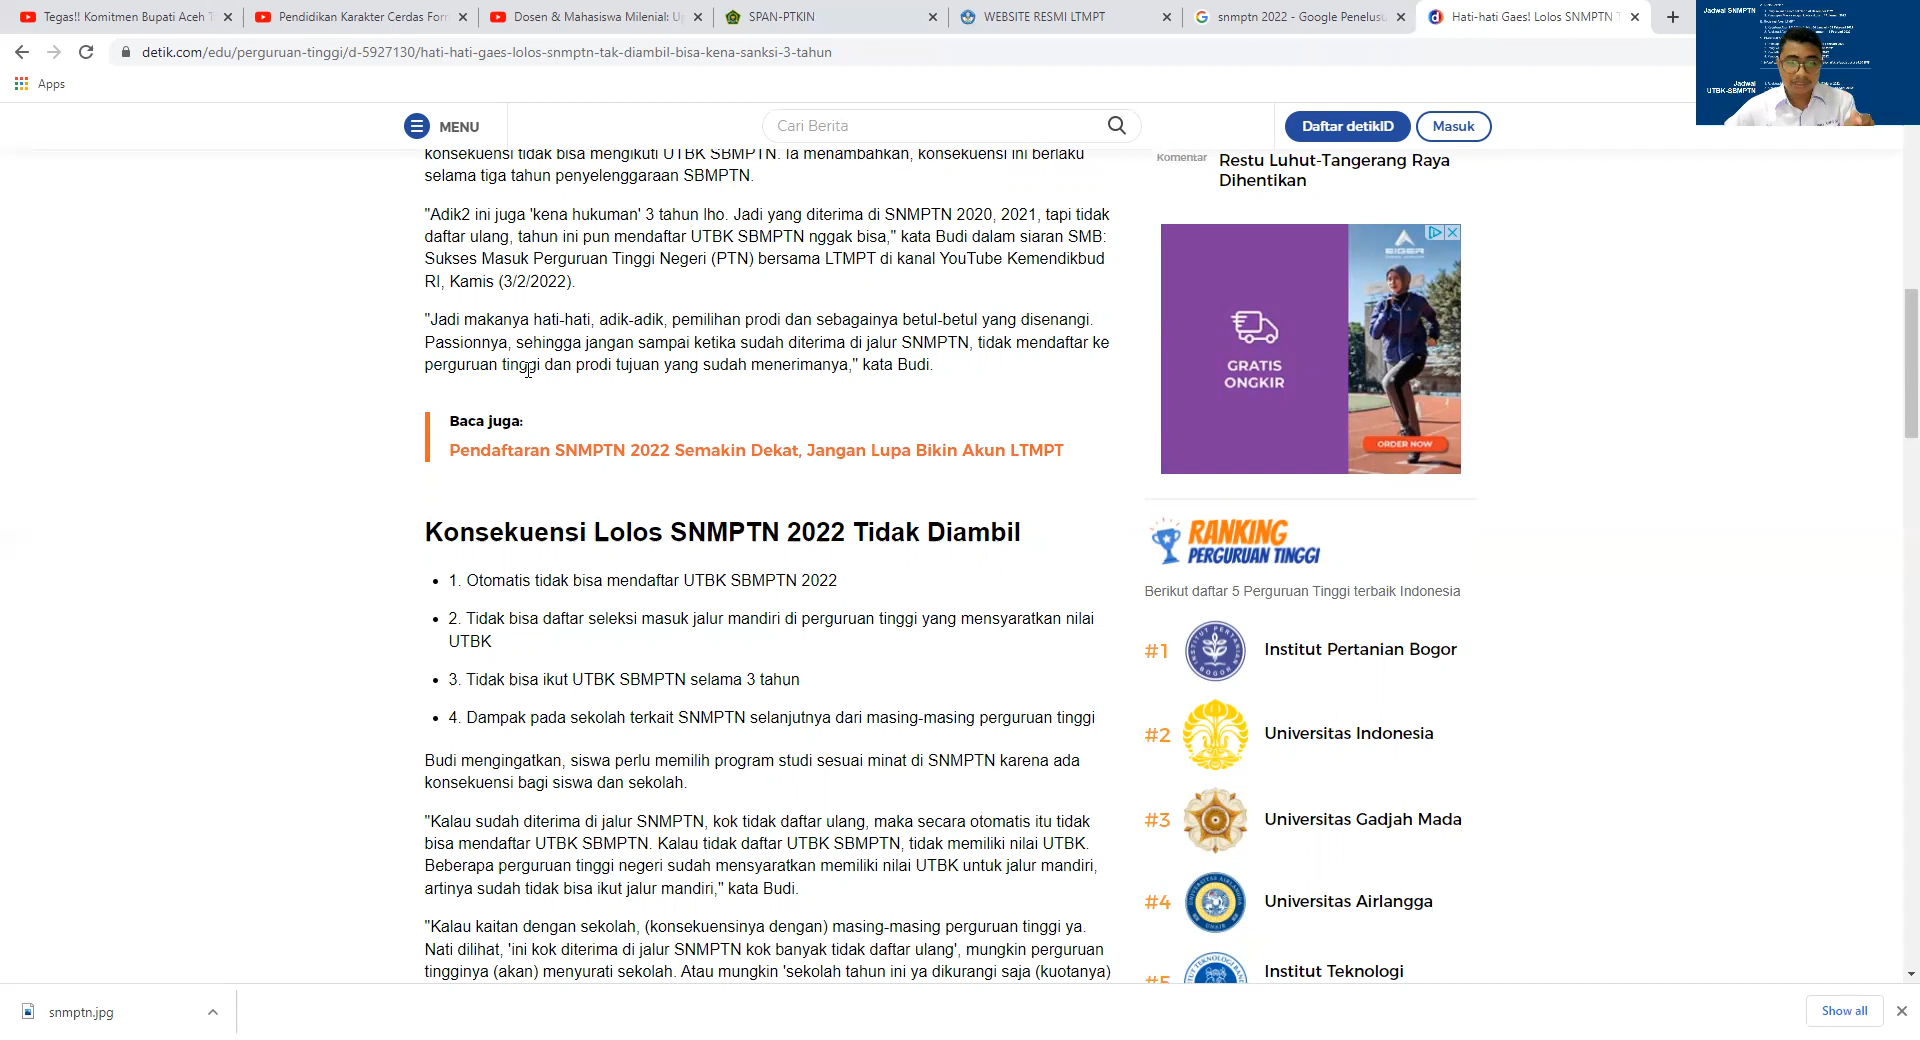 Tegas!! Komitmen Bupati Aceh T
Pendidikan Karakter Cerdas For
Dosen & Mahasiswa Milenial: U
SPAN-PTKIN
WEBSITE RESMI LTMPT
snmptn 2022 - Google Penelus
Hati-hati Gaes! Lolos SNMPTN T
detik.com/edu/perguruan-tinggi/d-5927130/hati-hati-gaes-lolos-snmptn-tak-diambil-bisa-kena-sanksi-3-tahun
Apps
Jadwal SNMPTN
Jadwal
UTBK-SBMPTN
MENU
Cari Berita
Daftar detikID
Masuk
konsekuensi tidak bisa mengikuti UTBK SBMPTN. Ia menambahkan, konsekuensi ini berlaku
selama tiga tahun penyelenggaraan SBMPTN.
"Adik2 ini juga 'kena hukuman' 3 tahun lho. Jadi yang diterima di SNMPTN 2020, 2021, tapi tidak
daftar ulang, tahun ini pun mendaftar UTBK SBMPTN nggak bisa," kata Budi dalam siaran SMB:
Sukses Masuk Perguruan Tinggi Negeri (PTN) bersama LTMPT di kanal YouTube Kemendikbud
RI, Kamis (3/2/2022).
"Jadi makanya hati-hati, adik-adik, pemilihan prodi dan sebagainya betul-betul yang disenangi.
Passionnya, sehingga jangan sampai ketika sudah diterima di jalur SNMPTN, tidak mendaftar ke
perguruan tinggi dan prodi tujuan yang sudah menerimanya," kata Budi.
Baca juga:
Pendaftaran SNMPTN 2022 Semakin Dekat, Jangan Lupa Bikin Akun LTMPT
Konsekuensi Lolos SNMPTN 2022 Tidak Diambil
• 1. Otomatis tidak bisa mendaftar UTBK SBMPTN 2022
• 2. Tidak bisa daftar seleksi masuk jalur mandiri di perguruan tinggi yang mensyaratkan nilai
UTBK
• 3. Tidak bisa ikut UTBK SBMPTN selama 3 tahun
• 4. Dampak pada sekolah terkait SNMPTN selanjutnya dari masing-masing perguruan tinggi
Budi mengingatkan, siswa perlu memilih program studi sesuai minat di SNMPTN karena ada
konsekuensi bagi siswa dan sekolah.
"Kalau sudah diterima di jalur SNMPTN, kok tidak daftar ulang, maka secara otomatis itu tidak
bisa mendaftar UTBK SBMPTN. Kalau tidak daftar UTBK SBMPTN, tidak memiliki nilai UTBK.
Beberapa perguruan tinggi negeri sudah mensyaratkan memiliki nilai UTBK untuk jalur mandiri,
artinya sudah tidak bisa ikut jalur mandiri," kata Budi.
"Kalau kaitan dengan sekolah, (konsekuensinya dengan) masing-masing perguruan tinggi ya.
Nati dilihat, 'ini kok diterima di jalur SNMPTN kok banyak tidak daftar ulang', mungkin perguruan
tingginya (akan) menyurati sekolah. Atau mungkin 'sekolah tahun ini ya dikurangi saja (kuotanya)
Komentar
Restu Luhut-Tangerang Raya
Dihentikan
EIGER
GRATIS
ONGKIR
ORDER NOW
RANKING
PERGURUAN TINGGI
Berikut daftar 5 Perguruan Tinggi terbaik Indonesia
#1
Institut Pertanian Bogor
#2
Universitas Indonesia
#3
Universitas Gadjah Mada
#4
Universitas Airlangga
#5
Institut Teknologi
snmptn.jpg
Show all